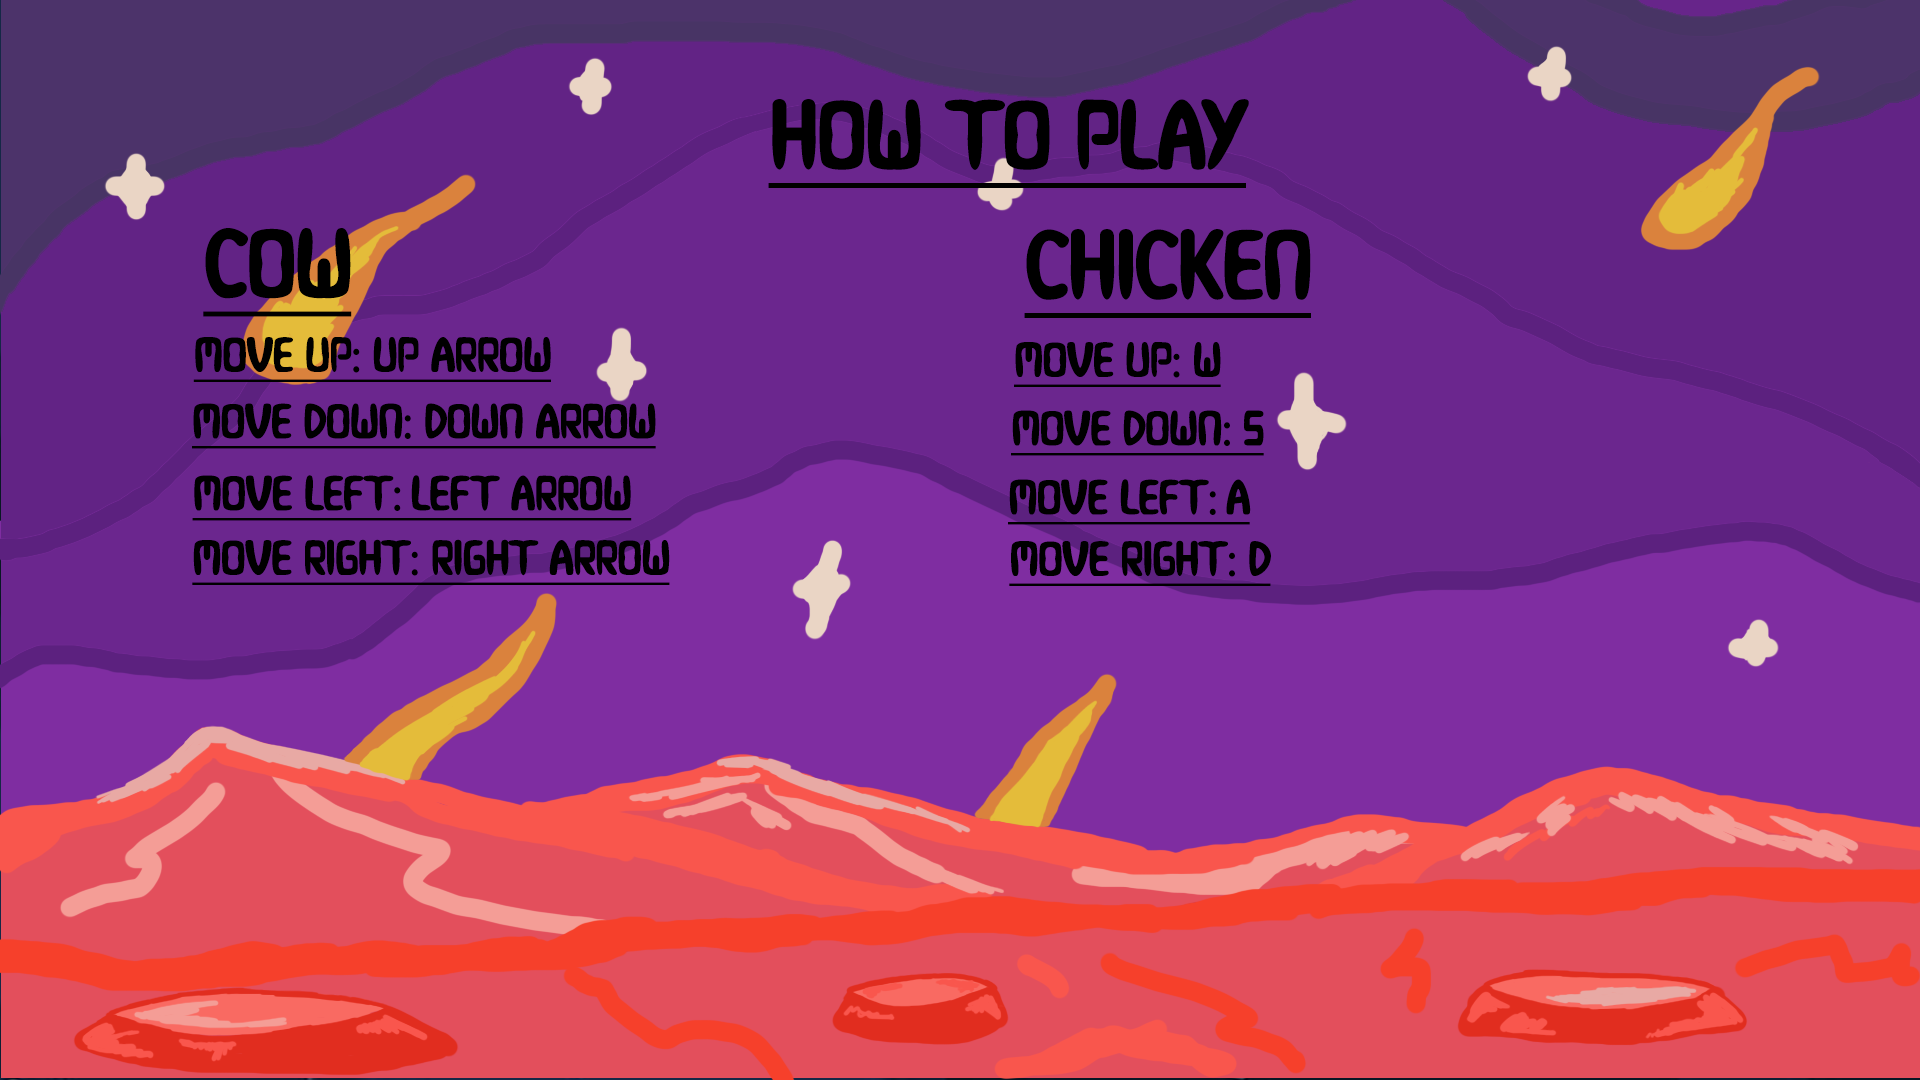 HOW TO PLAY
COW
MOVE UP: UP ARROW
MOVE DOWN: DOWN ARROW
MOVE LEFT: LEFT ARROW
MOVE RIGHT: RIGHT ARROW
CHICKEN
MOVE UP: W
MOVE DOWN: S
MOVE LEFT: A
MOVE RIGHT: D